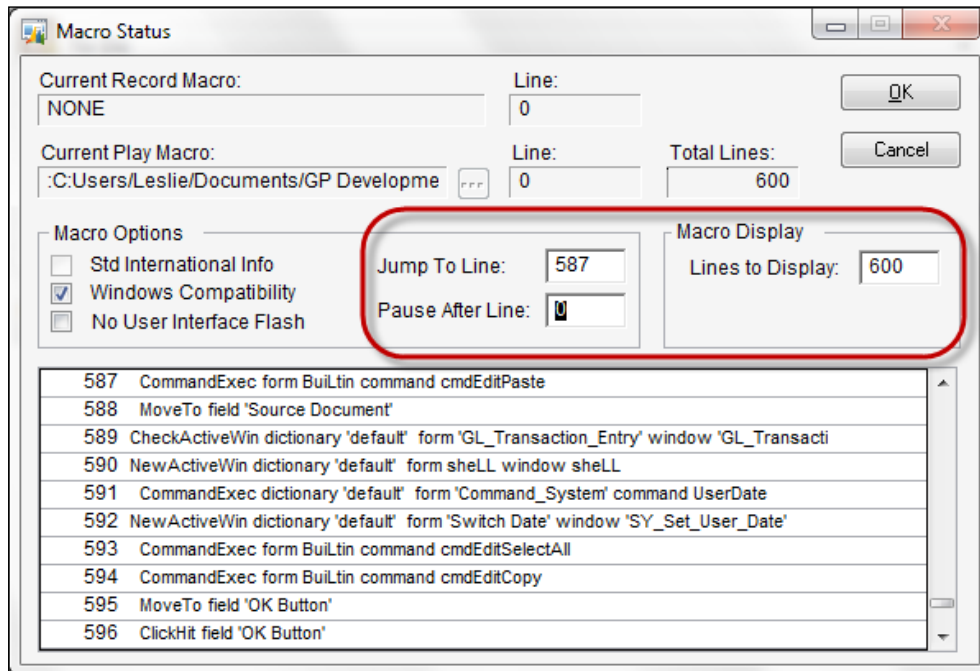 Macro Status
Current Record Macro: Line:
NONE 0 OK
Current Play Macro: Line: Total Lines: Cancel
:C:Users/Leslie/Documents/GP Developme ... 0 600
Macro Options Macro Display
Std International Info Jump To Line: 587 Lines to Display: 600
Windows Compatibility
No User Interface Flash Pause After Line: 0
587 CommandExec form BuiLtin command cmdEditPaste
588 MoveTo field 'Source Document'
589 CheckActiveWin dictionary 'default' form 'GL_Transaction_Entry' window 'GL_Transacti
590 NewActiveWin dictionary 'default' form sheLL window sheLL
591 CommandExec dictionary 'default' form 'Command_System' command UserDate
592 NewActiveWin dictionary 'default' form 'Switch Date' window 'SY_Set_User_Date'
593 CommandExec form BuiLtin command cmdEditSelectAll
594 CommandExec form BuiLtin command cmdEditCopy
595 MoveTo field 'OK Button'
596 ClickHit field 'OK Button'